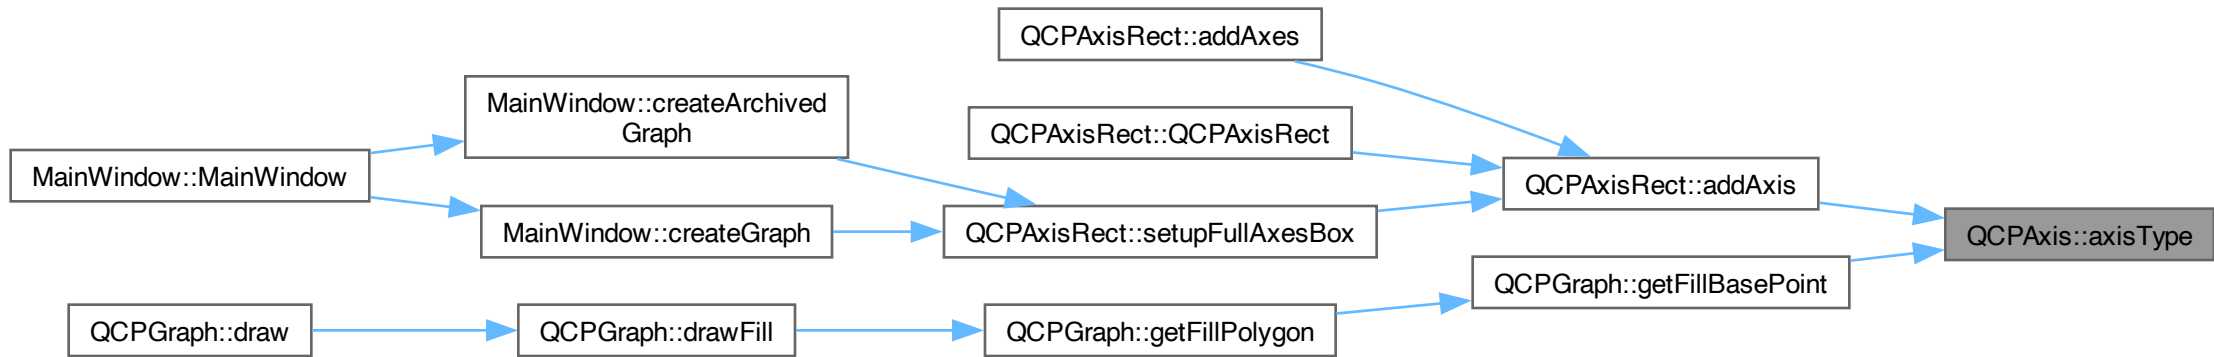 QCPAxisRect::addAxes
MainWindow::createArchived
Graph
QCPAxisRect::QCPAxisRect
MainWindow::MainWindow
QCPAxisRect::addAxis
MainWindow::createGraph
QCPAxisRect::setupFullAxesBox
QCPAxis::axisType
QCPGraph::getFillBasePoint
QCPGraph::draw
QCPGraph::drawFill
QCPGraph::getFillPolygon